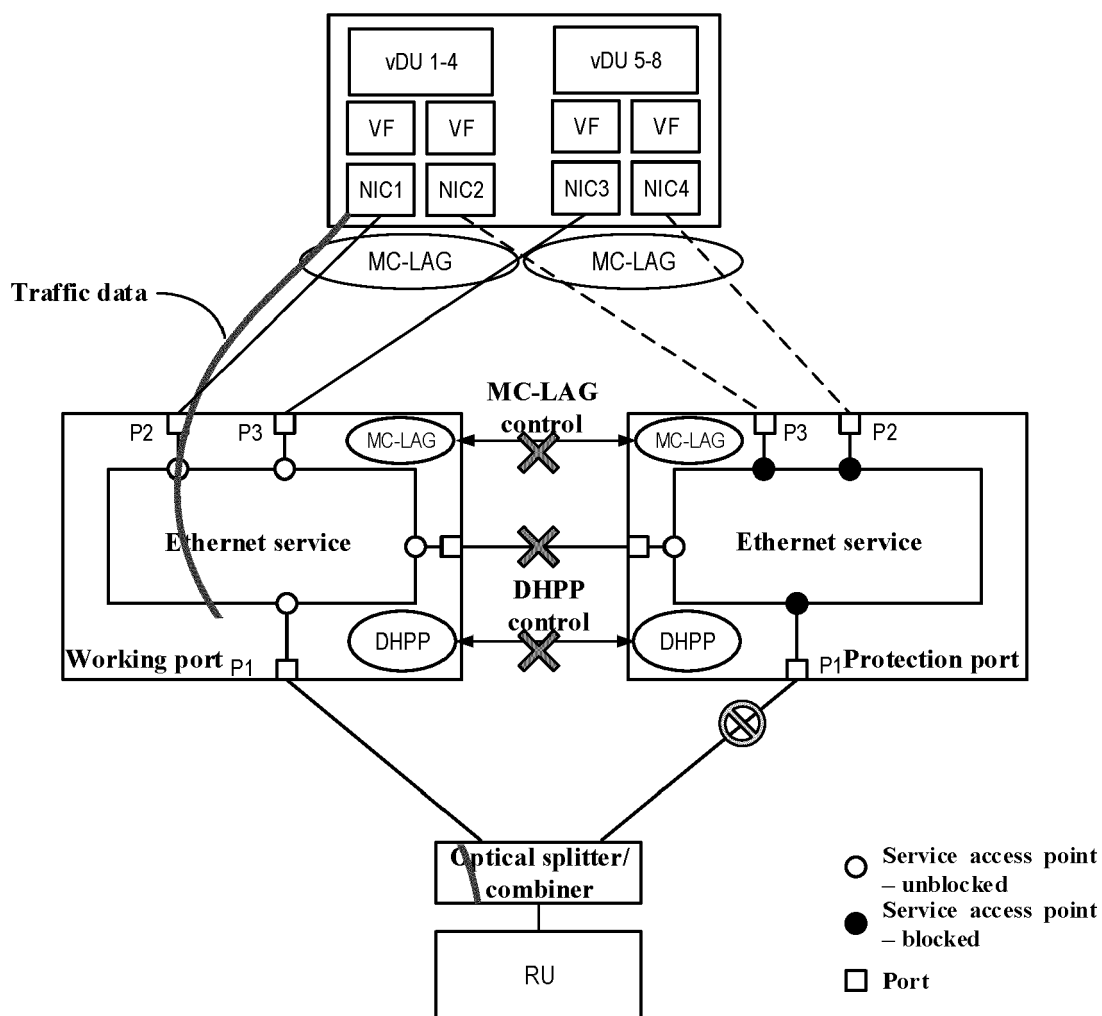 vDU 1-4
vDU 5-8
VF
VF
VF
VF
NIC1
NIC2
NIC3
NIC4
MC-LAG
MC-LAG
Traffic data
MC-LAG
control
P2
P3
MC-LAG
MC-LAG
P3
P2
Ethernet service
Ethernet service
DHPP
control
DHPP
DHPP
Working port
P1
P1
Protection port
Optical splitter/
combiner
RU
Service access point
– unblocked
Service access point
– blocked
Port